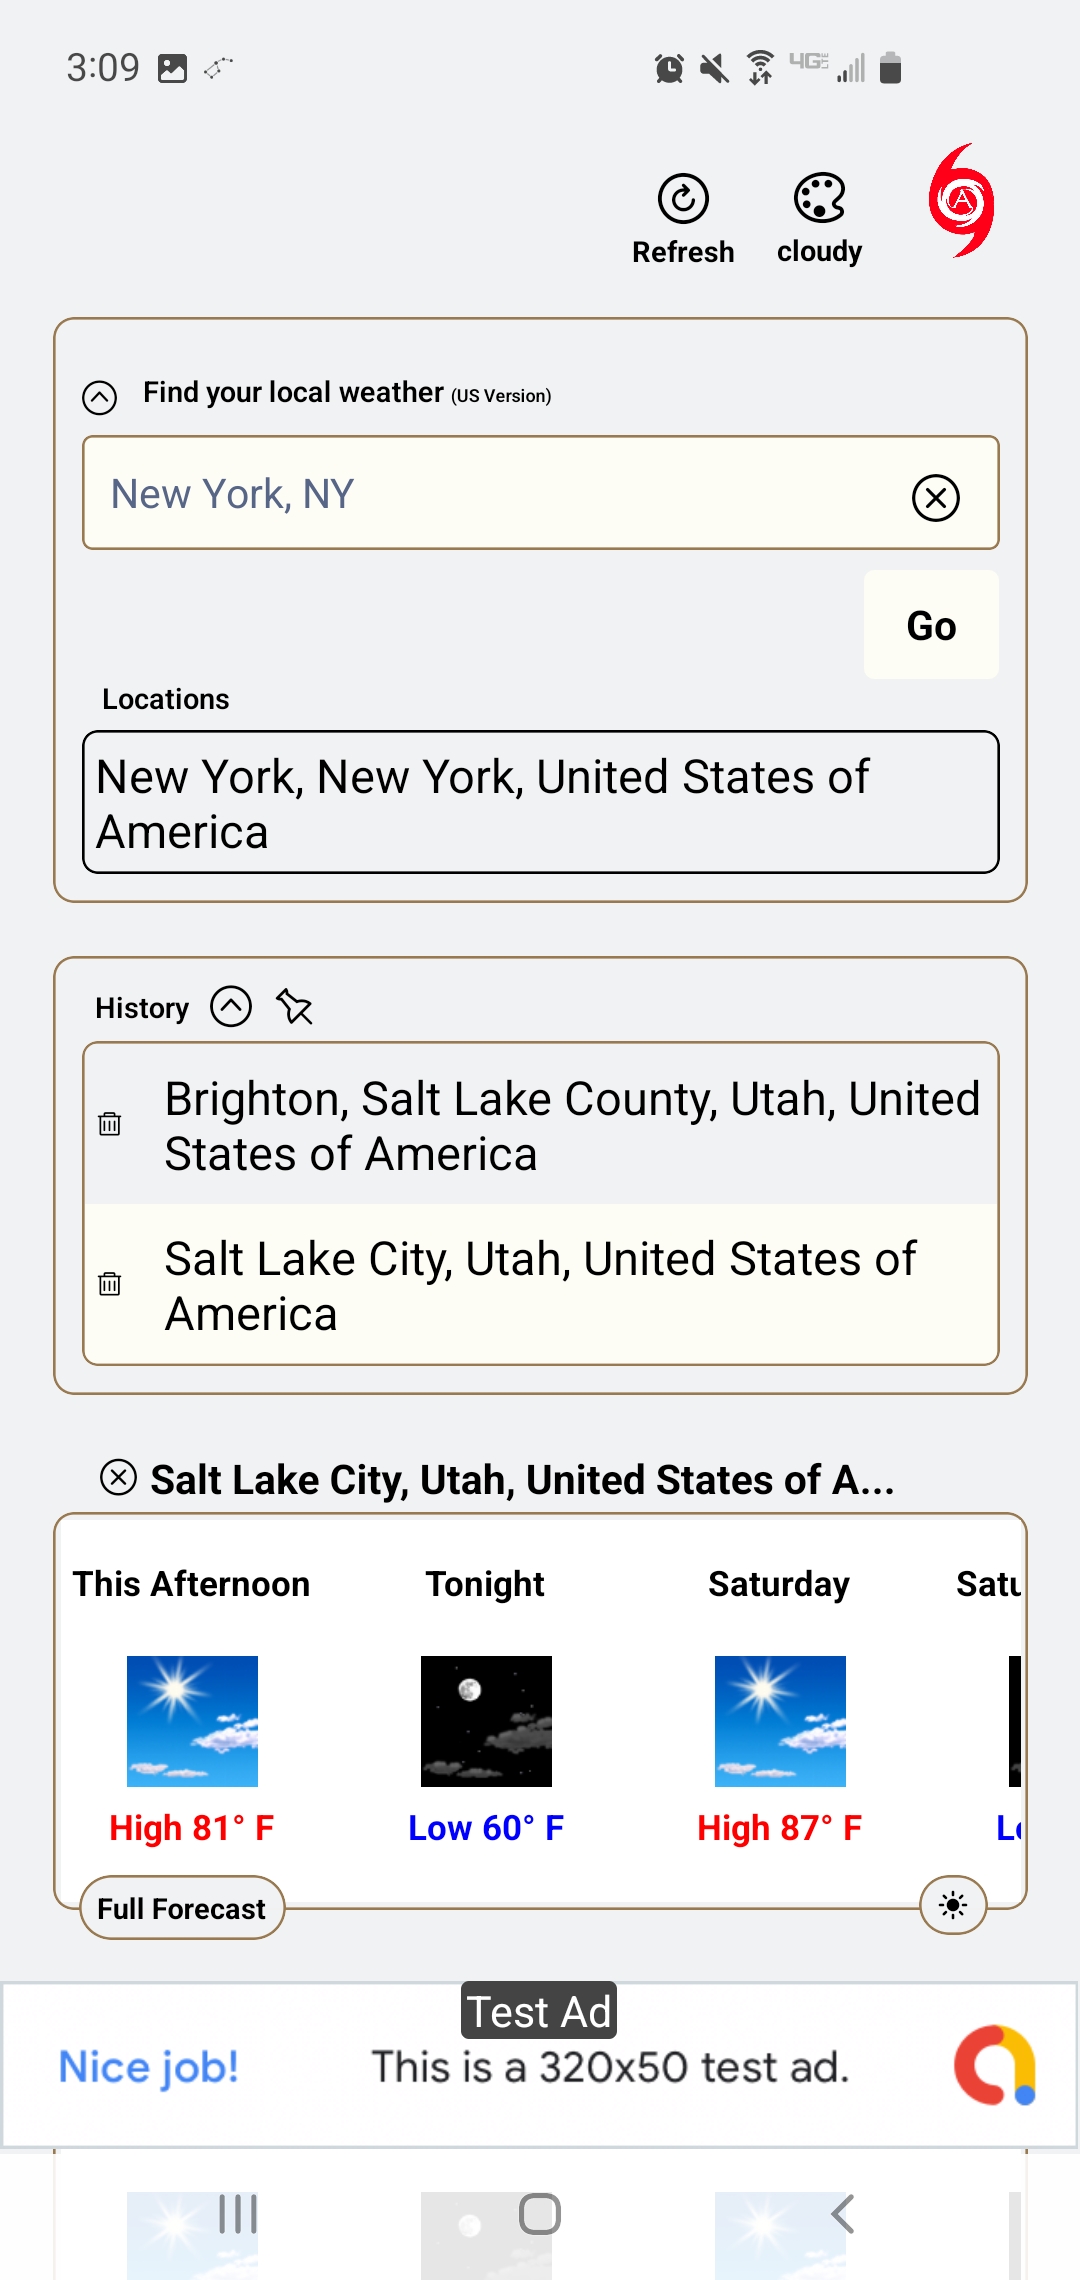 3:09
4GE
Refresh
cloudy
A
Find your local weather (US Version)
New York, NY
Go
Locations
New York, New York, United States of
America
History
Brighton, Salt Lake County, Utah, United
States of America
Salt Lake City, Utah, United States of
America
Salt Lake City, Utah, United States of A...
This Afternoon
Tonight
Saturday
Satu
High 81° F
Low 60° F
High 87° F
Full Forecast
Test Ad
Nice job!
This is a 320x50 test ad.